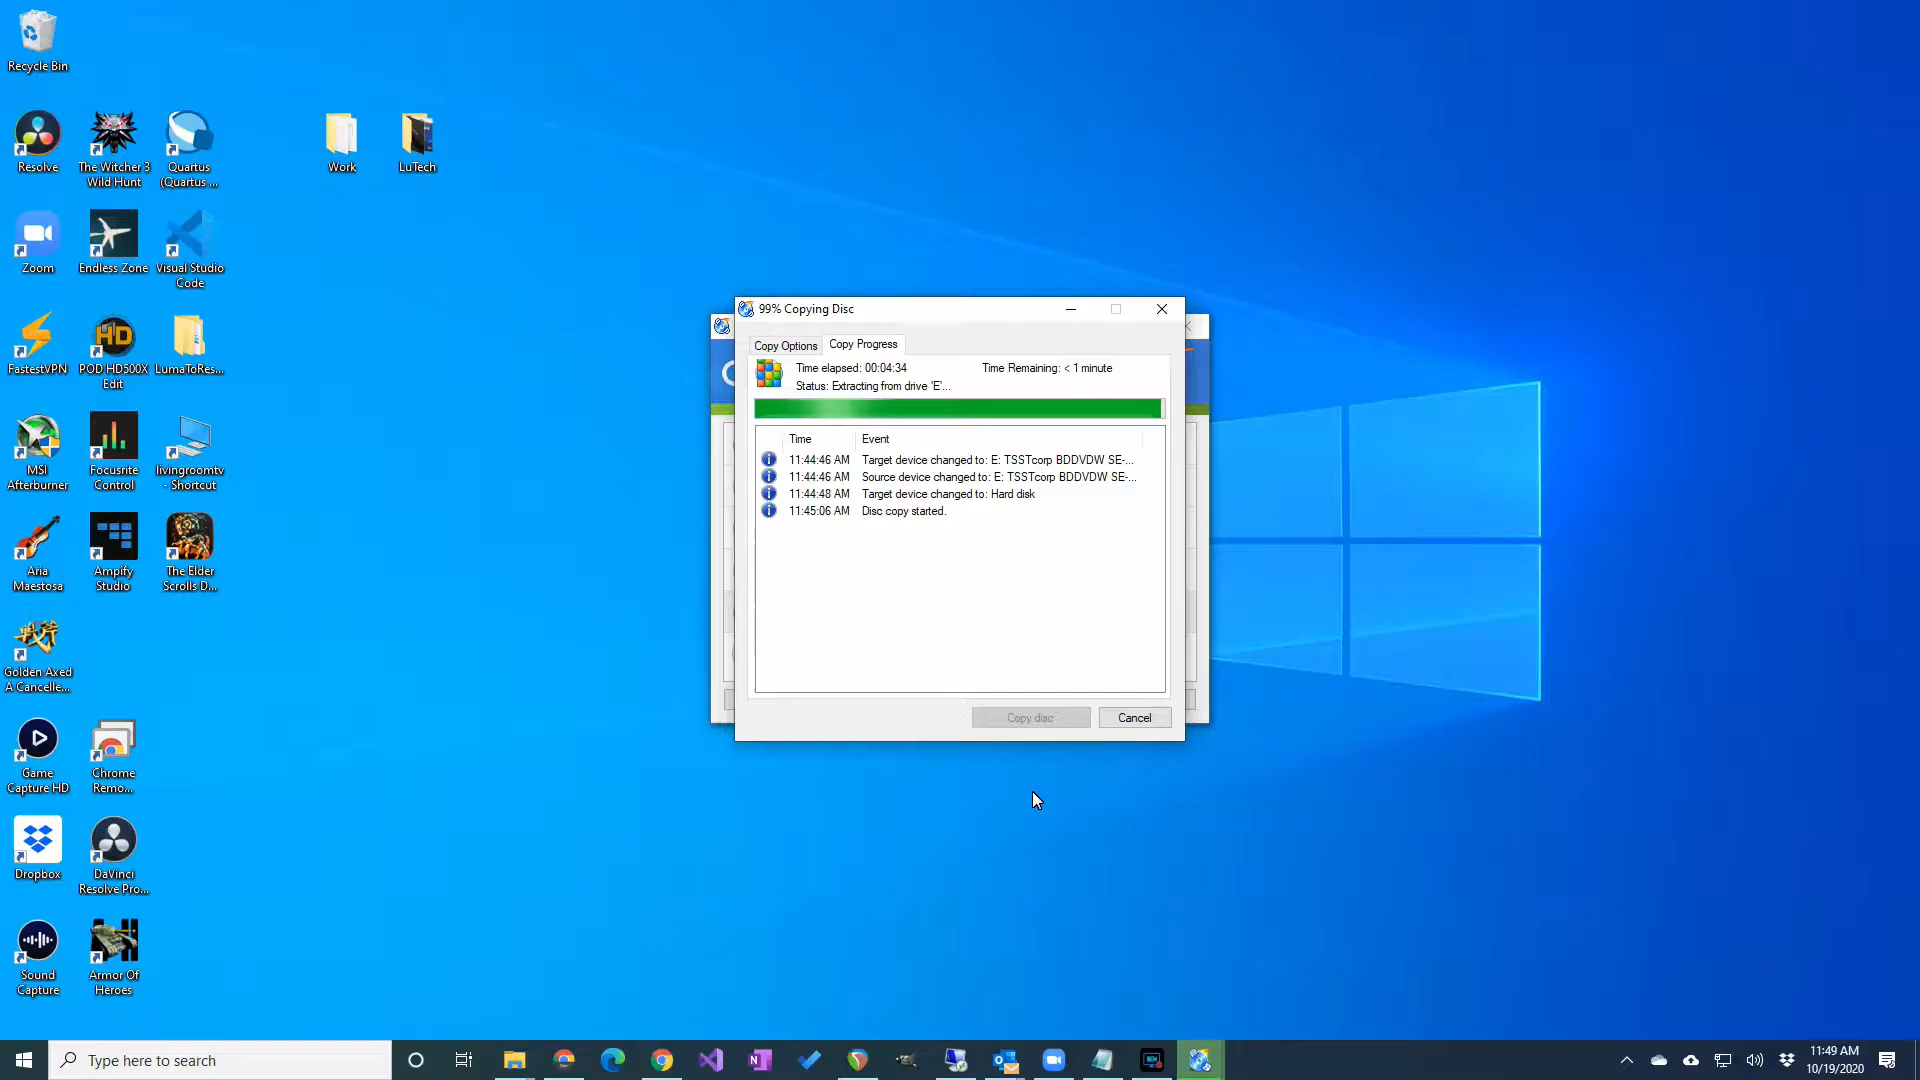 Recycle Bin
Resolve
The Witcher 3
Wild Hunt
Quartus
(Quartus ...
Work
LuTech
Zoom
Endless Zone
Visual Studio
Code
FastestVPN
POD HD500X
Edit
LumaToRes...
MSI
Afterburner
Focusrite
Control
livingroomtv
- Shortcut
Aria
Maestosa
Ampify
Studio
The Elder
Scrolls D...
Golden Axed
A Cancelle...
Game
Capture HD
Chrome
Remo...
Dropbox
DaVinci
Resolve Pro...
Sound
Capture
Armor Of
Heroes
99% Copying Disc
Copy Options
Copy Progress
Time elapsed: 00:04:34
Time Remaining: < 1 minute
Status: Extracting from drive 'E'...
Time
Event
11:44:46 AM Target device changed to: E: TSSTcorp BDDVDW SE-...
11:44:46 AM Source device changed to: E: TSSTcorp BDDVDW SE-...
11:44:48 AM Target device changed to: Hard disk
11:45:06 AM Disc copy started.
Copy disc
Cancel
Type here to search
11:49 AM
10/19/2020